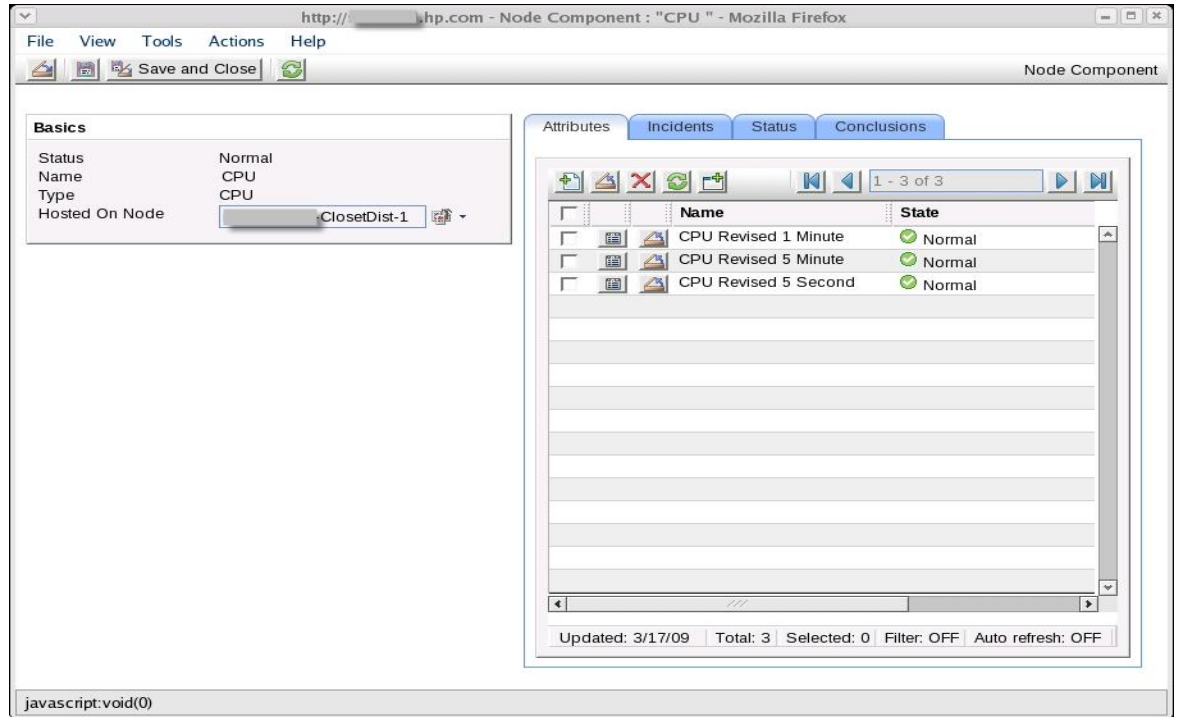 http:// .hp.com - Node Component : "CPU " - Mozilla Firefox
File View Tools Actions Help
Save and Close
Node Component
Basics
Status Normal
Name CPU
Type CPU
Hosted On Node -ClosetDist-1
Attributes Incidents Status Conclusions
1 - 3 of 3
Name State
CPU Revised 1 Minute Normal
CPU Revised 5 Minute Normal
CPU Revised 5 Second Normal
Updated: 3/17/09 Total: 3 Selected: 0 Filter: OFF Auto refresh: OFF
javascript:void(0)